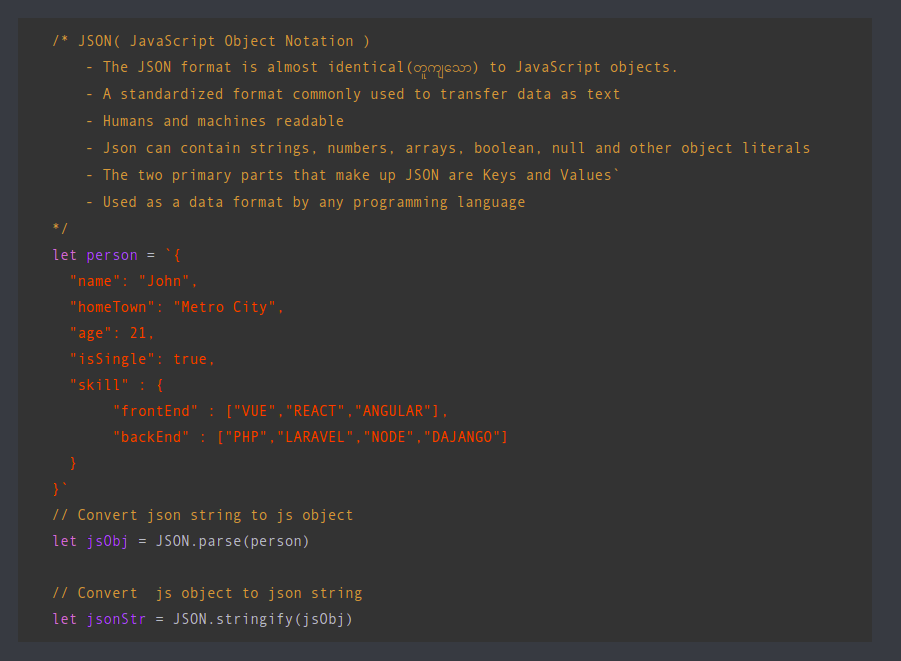 /* JSON( JavaScript Object Notation )
- The JSON format is almost identical(တူကျသော) to JavaScript objects.
- A standardized format commonly used to transfer data as text
- Humans and machines readable
- Json can contain strings, numbers, arrays, boolean, null and other object literals
- The two primary parts that make up JSON are Keys and Values`
- Used as a data format by any programming language
*/
let person = `{
"name": "John",
"homeTown": "Metro City",
"age": 21,
"isSingle": true,
"skill" : {
"frontEnd" : ["VUE","REACT","ANGULAR"],
"backEnd" : ["PHP","LARAVEL","NODE","DAJANGO"]
}
}`
// Convert json string to js object
let jsObj = JSON.parse(person)
// Convert  js object to json string
let jsonStr = JSON.stringify(jsObj)